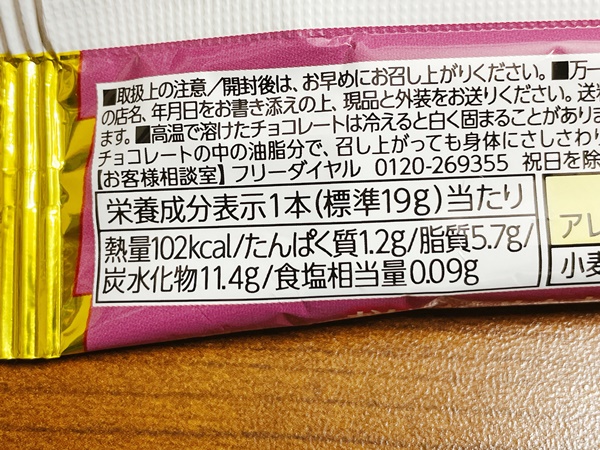 ■取扱上の注意／開封後は、お早めにお召し上がりください。■万一
の店名、年月日をお書き添えの上、現品と外装をお送りください。送料
ます。■高温で溶けたチョコレートは冷えると白く固まることがありま
チョコレートの中の油脂分で、召し上がっても身体にさしさわり
【お客様相談室】フリーダイヤル 0120-269355 祝日を除
栄養成分表示1本(標準19g)当たり
熱量102kcal/たんぱく質1.2g/脂質5.7g/
炭水化物11.4g/食塩相当量0.09g
アレ
小麦